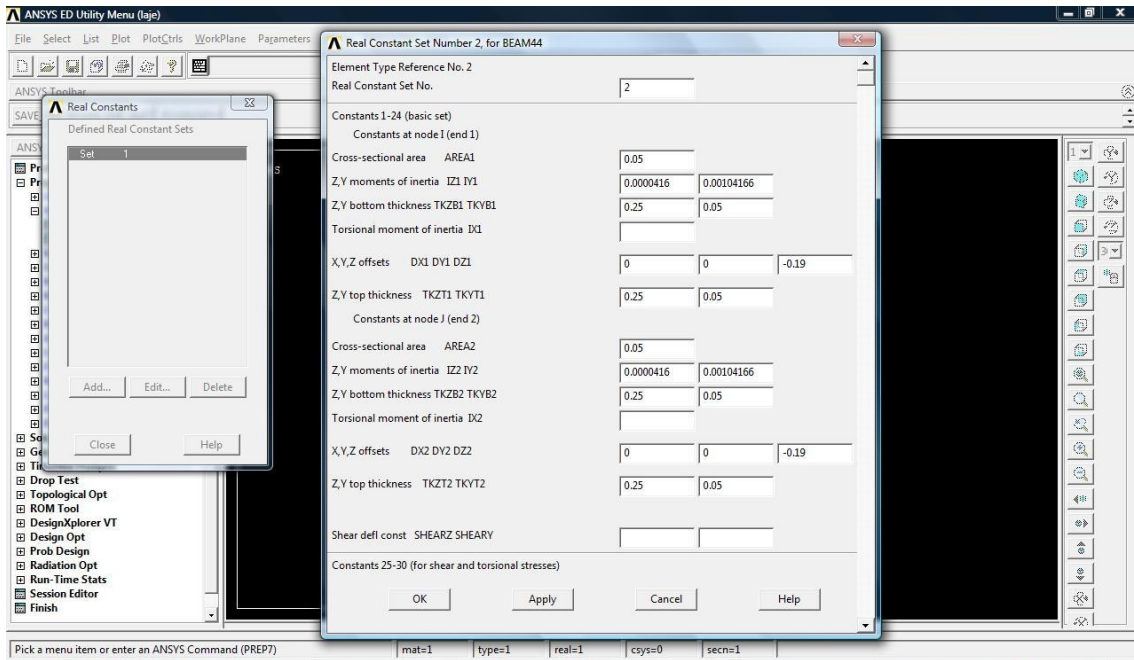 ANSYS ED Utility Menu (laje)
File Select List Plot PlotCtrls WorkPlane Parameters
ANSYS Toolbar
SAVE
ANSY
Real Constants
Defined Real Constant Sets
Set 1
Add... Edit... Delete
Close Help
Pr
Pr
So
Ge
Drop Test
Topological Opt
ROM Tool
DesignXplorer VT
Design Opt
Prob Design
Radiation Opt
Run-Time Stats
Session Editor
Finish
S
Real Constant Set Number 2, for BEAM44
Element Type Reference No. 2
Real Constant Set No. 2
Constants 1-24 (basic set)
Constants at node I (end 1)
Cross-sectional area AREA1 0.05
Z,Y moments of inertia IZ1 IY1 0.0000416 0.00104166
Z,Y bottom thickness TKZB1 TKYB1 0.25 0.05
Torsional moment of inertia IX1
X,Y,Z offsets DX1 DY1 DZ1 0 0 -0.19
Z,Y top thickness TKZT1 TKYT1 0.25 0.05
Constants at node J (end 2)
Cross-sectional area AREA2 0.05
Z,Y moments of inertia IZ2 IY2 0.0000416 0.00104166
Z,Y bottom thickness TKZB2 TKYB2 0.25 0.05
Torsional moment of inertia IX2
X,Y,Z offsets DX2 DY2 DZ2 0 0 -0.19
Z,Y top thickness TKZT2 TKYT2 0.25 0.05
Shear defl const SHEARZ SHEARY
Constants 25-30 (for shear and torsional stresses)
OK Apply Cancel Help
1
3
Pick a menu item or enter an ANSYS Command (PREP7) mat=1 type=1 real=1 csys=0 secn=1